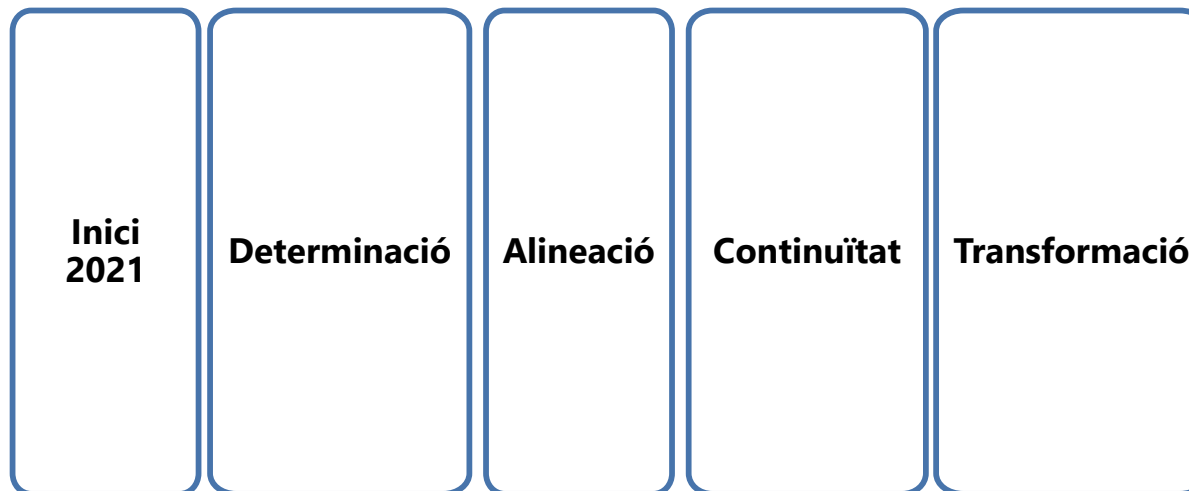 Inici
2021
Determinació
Alineació
Continuïtat
Transformació